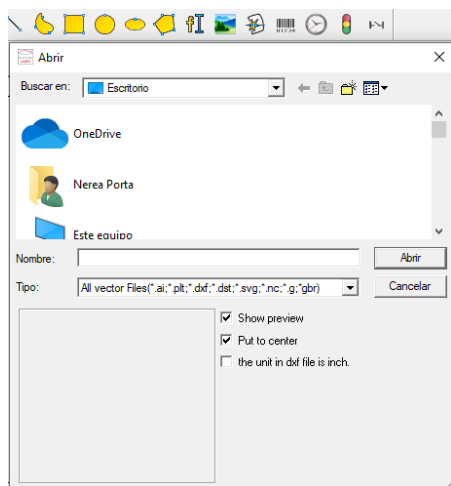 Abrir
Buscar en: Escritorio
OneDrive
Nerea Porta
Este equipo
Nombre: Abrir
Tipo: All vector Files(*.ai;*.plt;*.dxf;*.dst;*.svg;*.nc;*.g;*gbr) Cancelar
Show preview
Put to center
the unit in dxf file is inch.